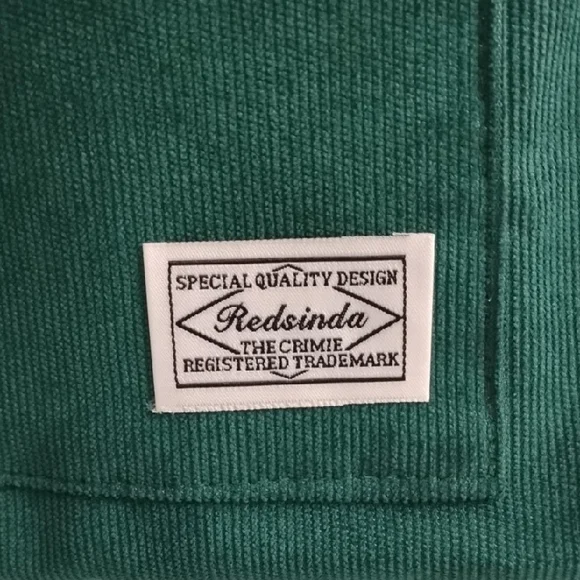 SPECIAL QUALITY DESIGN
Redsinda
THE CRIMIE
REGISTERED TRADEMARK